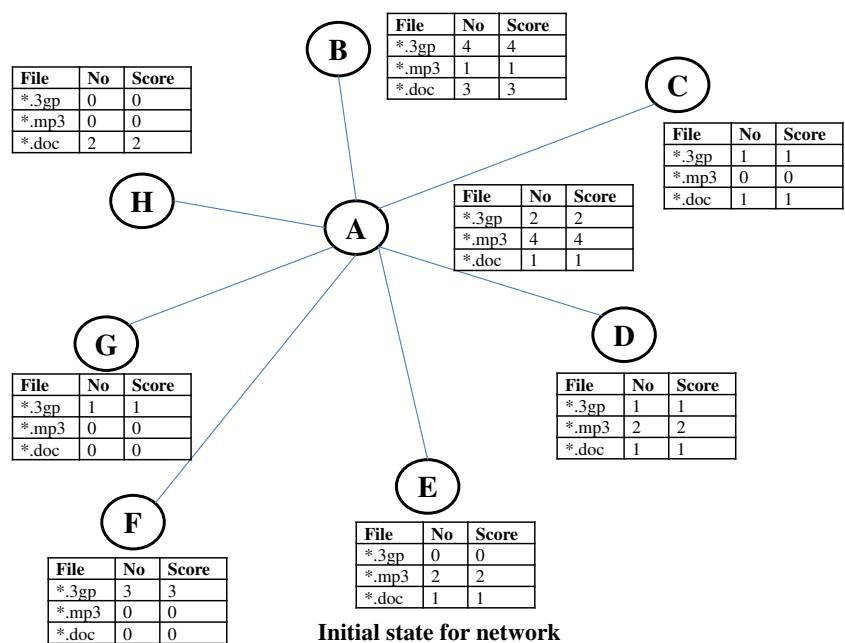 B
File No Score
*.3gp 4 4
*.mp3 1 1
*.doc 3 3
C
File No Score
*.3gp 1 1
*.mp3 0 0
*.doc 1 1
File No Score
*.3gp 0 0
*.mp3 0 0
*.doc 2 2
H
A
File No Score
*.3gp 2 2
*.mp3 4 4
*.doc 1 1
G
File No Score
*.3gp 1 1
*.mp3 0 0
*.doc 0 0
D
File No Score
*.3gp 1 1
*.mp3 2 2
*.doc 1 1
F
File No Score
*.3gp 3 3
*.mp3 0 0
*.doc 0 0
E
File No Score
*.3gp 0 0
*.mp3 2 2
*.doc 1 1
Initial state for network